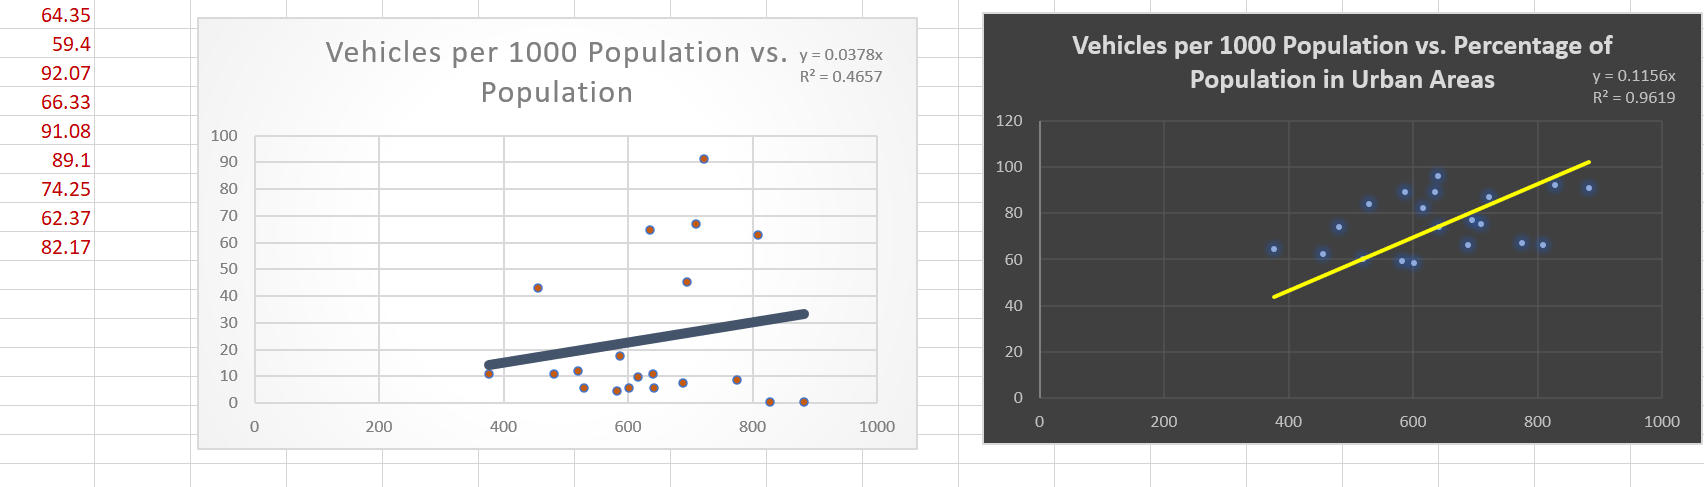 64.35
59.4
92.07
66.33
91.08
89.1
74.25
62.37
82.17
Vehicles per 1000 Population vs.
Population
y = 0.0378x
R² = 0.4657
100
90
80
70
60
50
40
30
20
10
0
0 200 400 600 800 1000
Vehicles per 1000 Population vs. Percentage of
Population in Urban Areas
y = 0.1156x
R² = 0.9619
120
100
80
60
40
20
0
0 200 400 600 800 1000